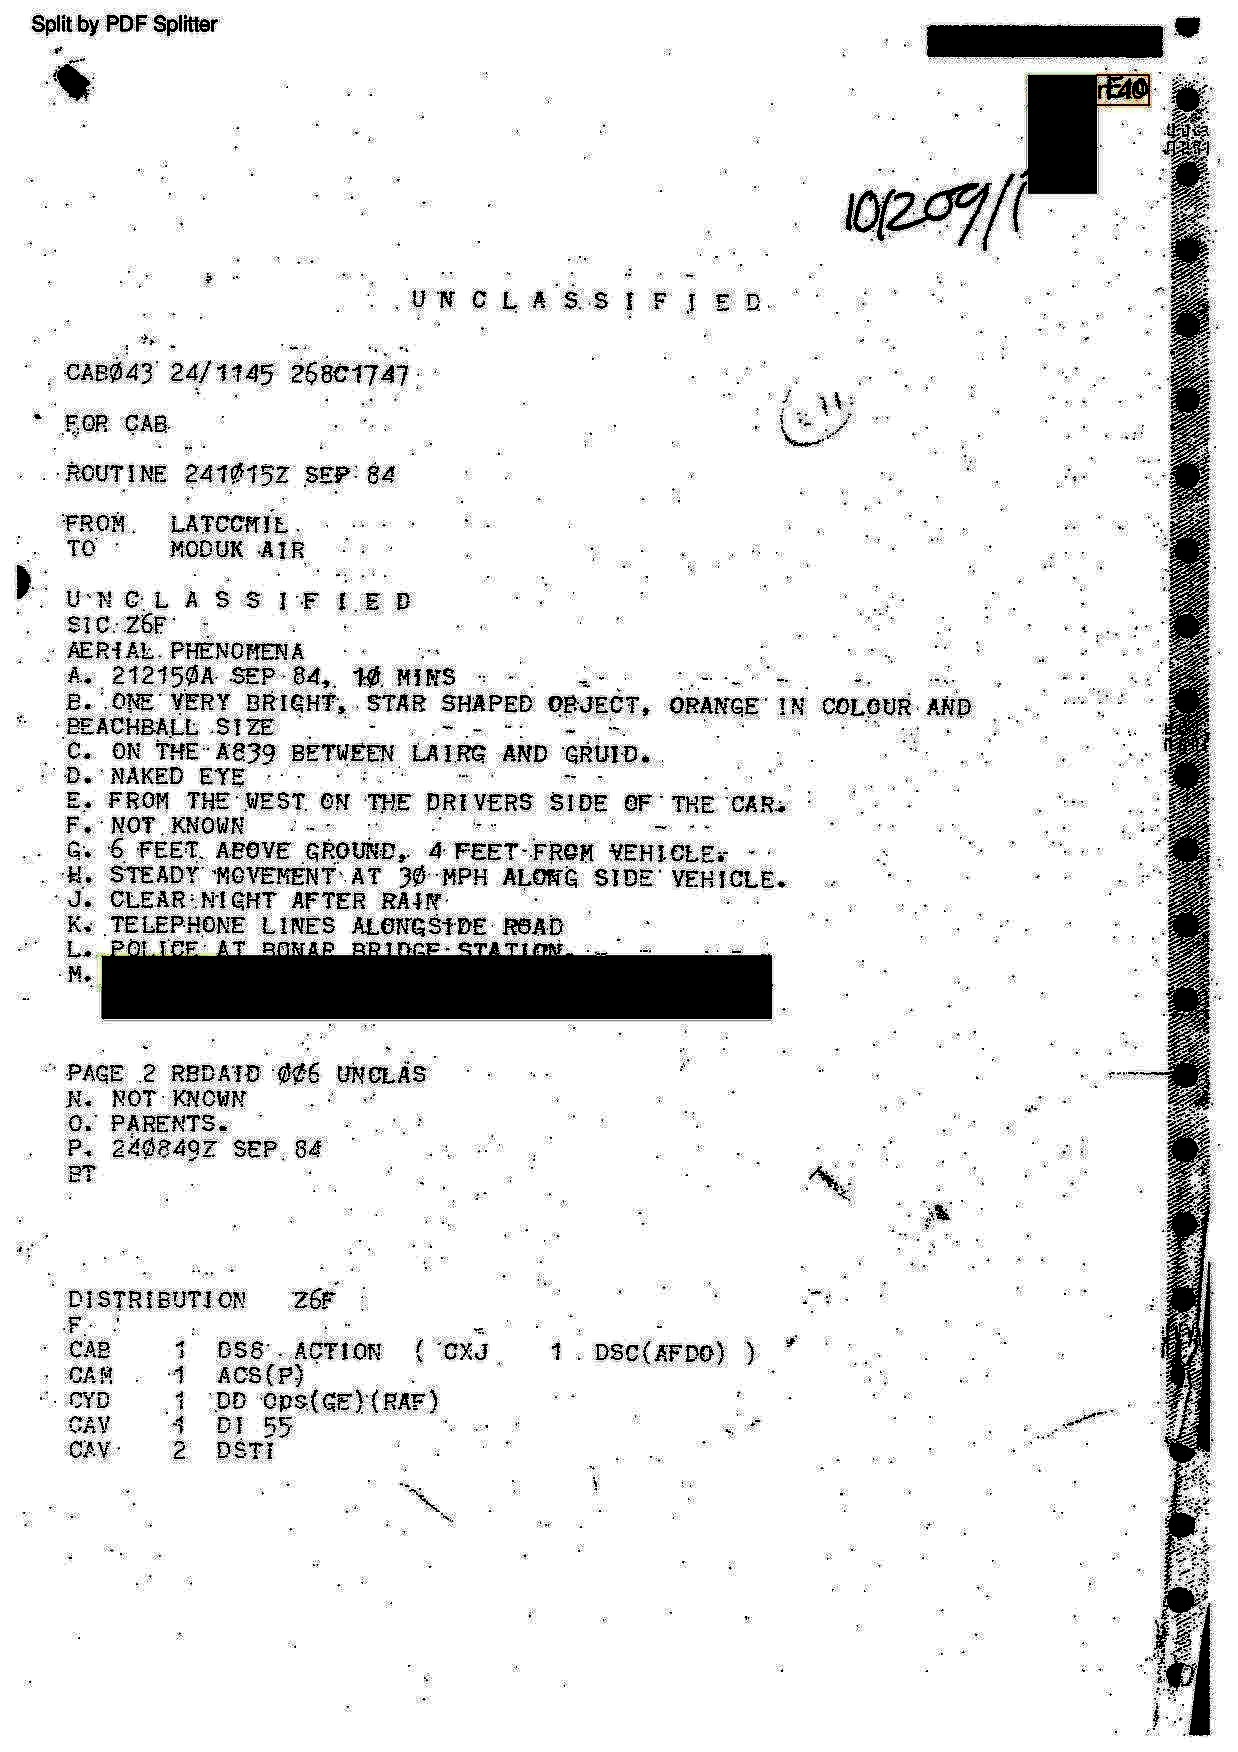 Split by PDF Splitter
E40
10/209/1
UNCLASSIFIED
CABØ43 24/1145 268C1747
11
FOR CAB
ROUTINE 241Ø15Z SEP 84
FROM LATCCMIL
TO MODUK AIR
UNCLASSIFIED
SIC Z6F
AERIAL PHENOMENA
A. 21215ØA SEP 84, 1Ø MINS
B. ONE VERY BRIGHT, STAR SHAPED OBJECT, ORANGE IN COLOUR AND
BEACHBALL SIZE
C. ON THE A839 BETWEEN LAIRG AND GRUID.
D. NAKED EYE
E. FROM THE WEST ON THE DRIVERS SIDE OF THE CAR.
F. NOT KNOWN
G. 6 FEET ABOVE GROUND, 4 FEET FROM VEHICLE.
H. STEADY MOVEMENT AT 3Ø MPH ALONG SIDE VEHICLE.
J. CLEAR NIGHT AFTER RAIN
K. TELEPHONE LINES ALONGSIDE ROAD
L. POLICE AT BONAR BRIDGE STATION.
M.
PAGE 2 RBDAID ØØ6 UNCLAS
N. NOT KNOWN
O. PARENTS.
P. 24Ø849Z SEP 84
BT
DISTRIBUTION Z6F
F
CAB 1 DS8 ACTION ( CXJ 1 DSC(AFDO) )
CAM 1 ACS(P)
CYD 1 DD Ops(GE)(RAF)
CAV 1 DI 55
CAV 2 DSTI